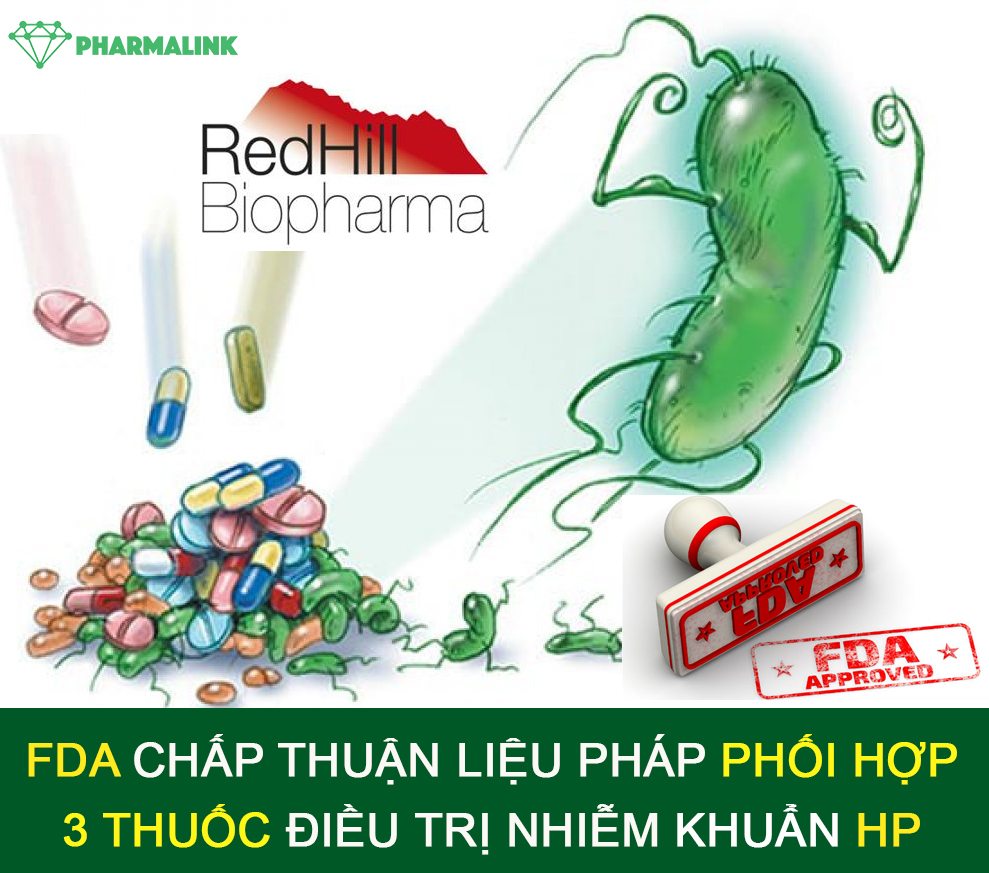 PHARMALINK
RedHill
Biopharma
APPROVED
FDA
FDA
APPROVED
FDA CHẤP THUẬN LIỆU PHÁP PHỐI HỢP
3 THUỐC ĐIỀU TRỊ NHIỄM KHUẨN HP